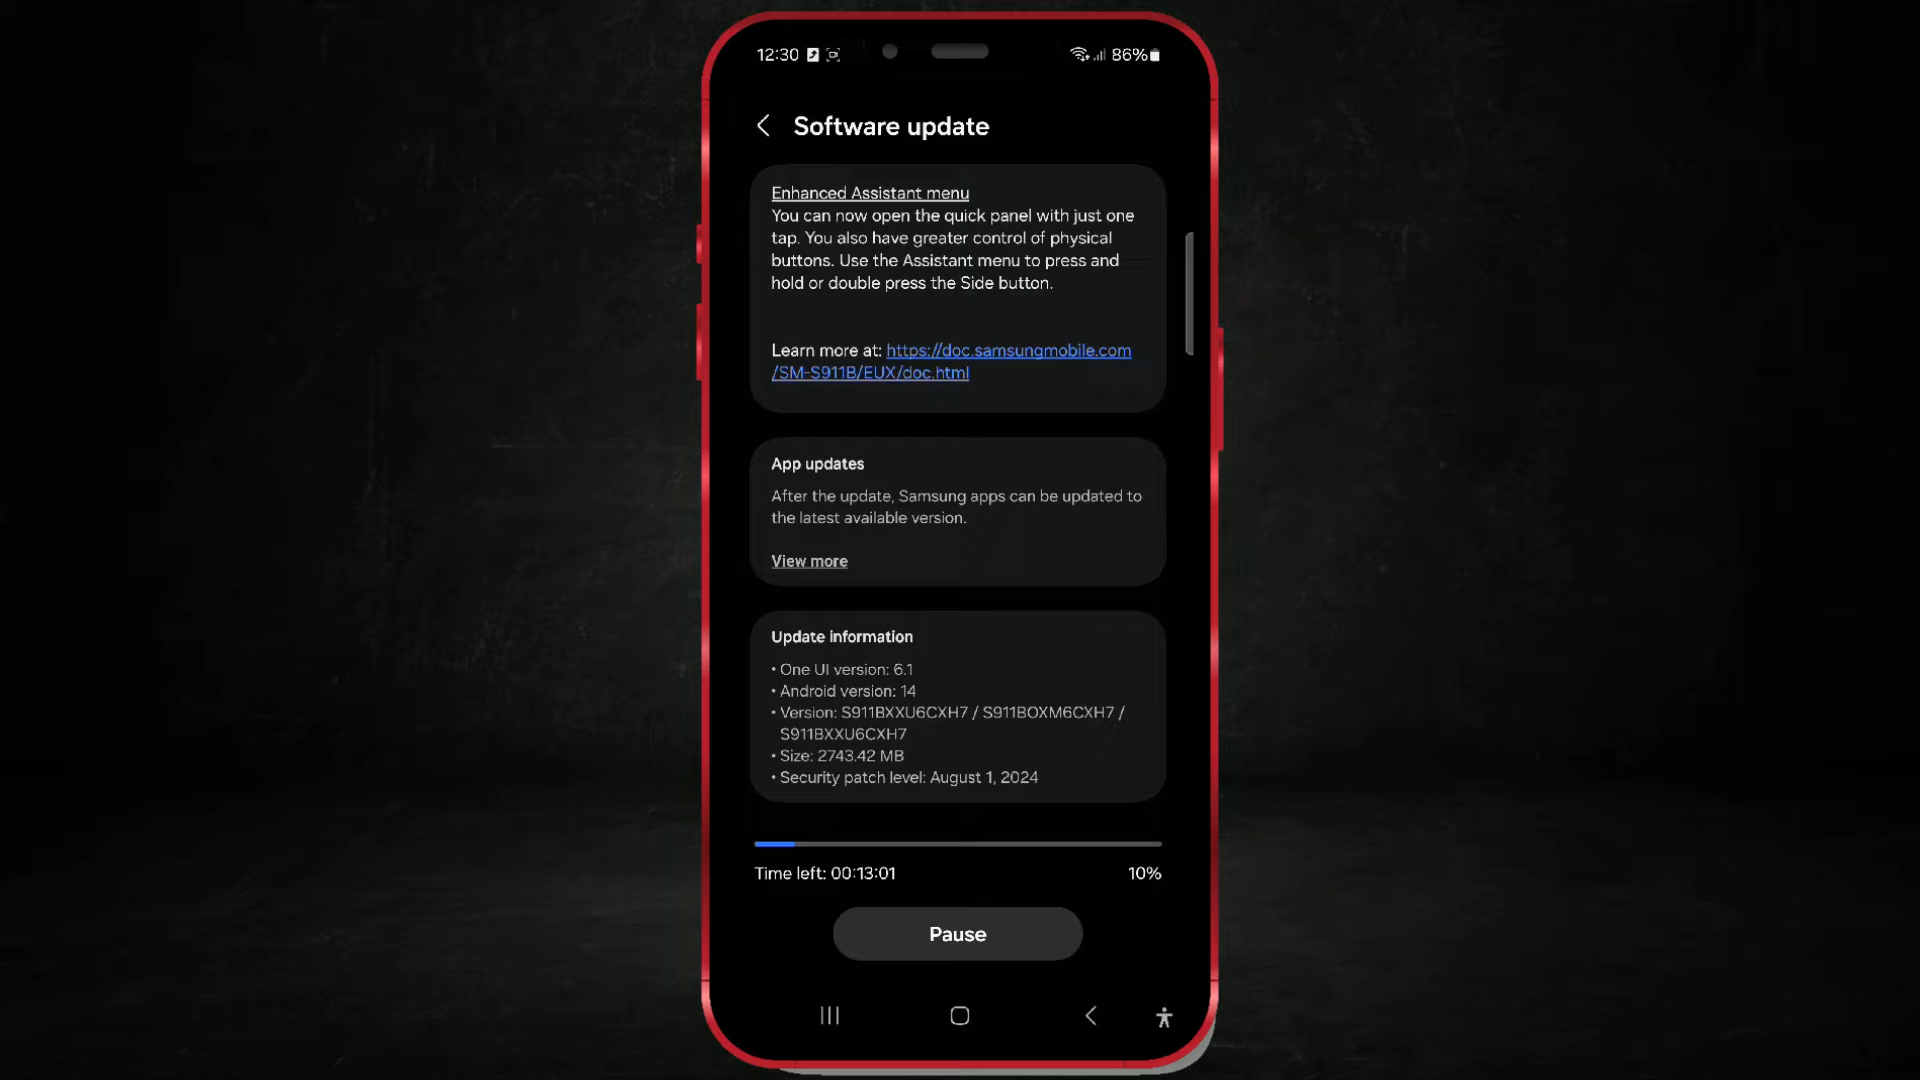 12:30
86%
Software update
Enhanced Assistant menu
You can now open the quick panel with just one
tap. You also have greater control of physical
buttons. Use the Assistant menu to press and
hold or double press the Side button.
Learn more at: https://doc.samsungmobile.com
/SM-S911B/EUX/doc.html
App updates
After the update, Samsung apps can be updated to
the latest available version.
View more
Update information
• One UI version: 6.1
• Android version: 14
• Version: S911BXXU6CXH7 / S911BOXM6CXH7 /
S911BXXU6CXH7
• Size: 2743.42 MB
• Security patch level: August 1, 2024
Time left: 00:13:01
10%
Pause